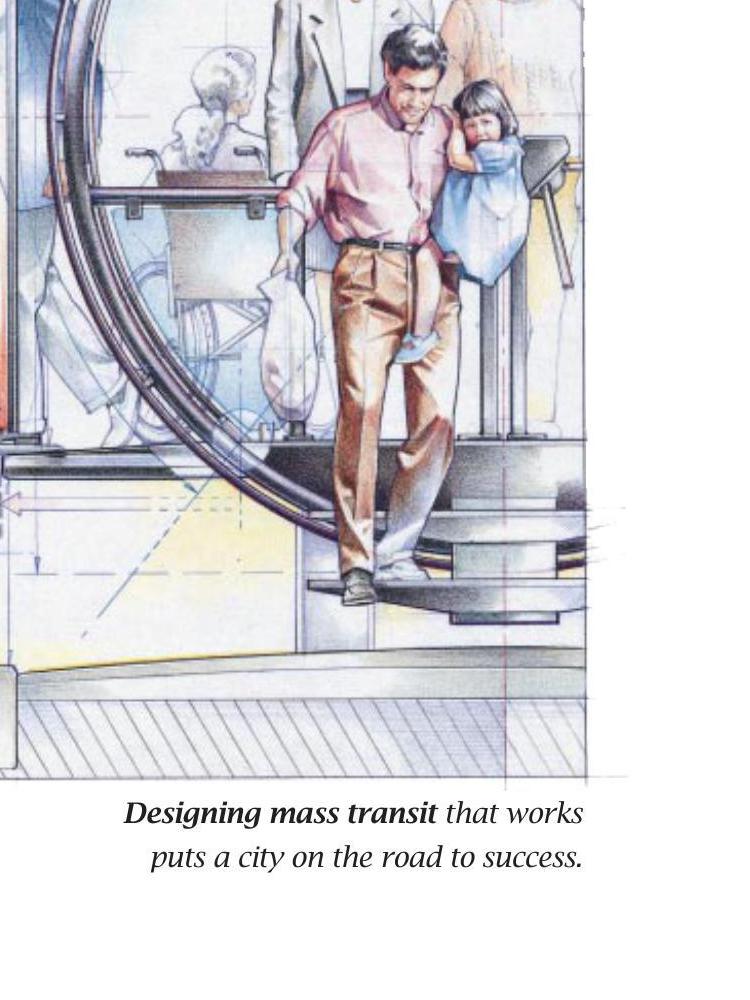 Designing mass transit that works
puts a city on the road to success.